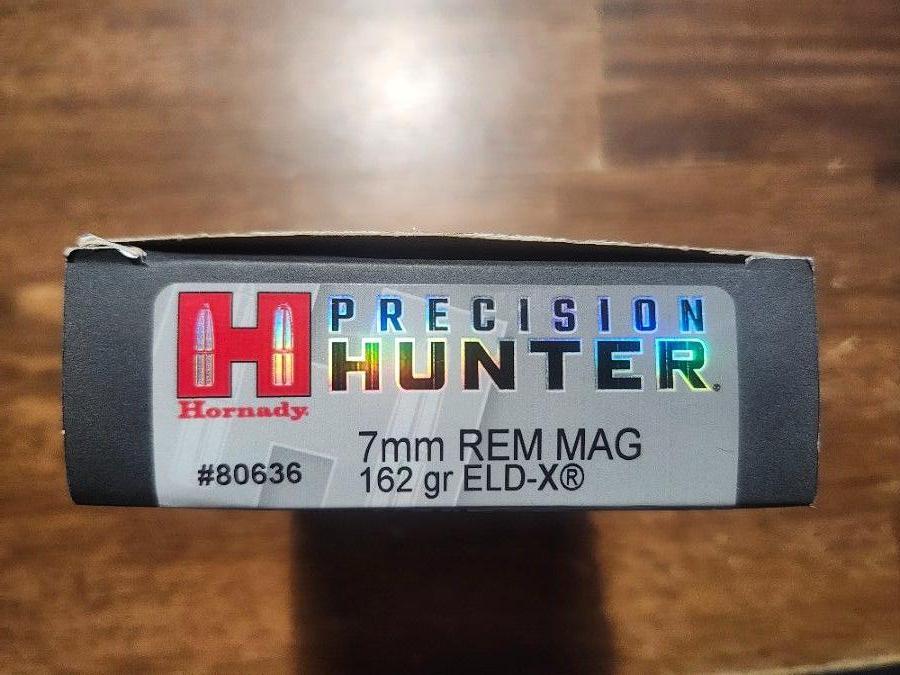 PRECISION
HUNTER
Hornady.
7mm REM MAG
#80636 162 gr ELD-X®